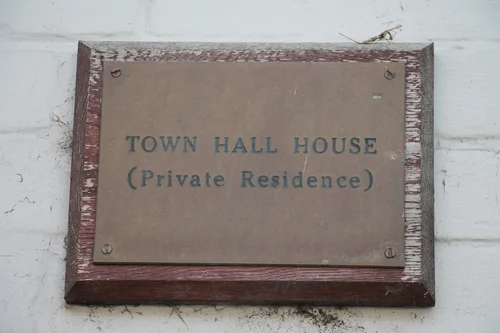 TOWN HALL HOUSE
(Private Residence)